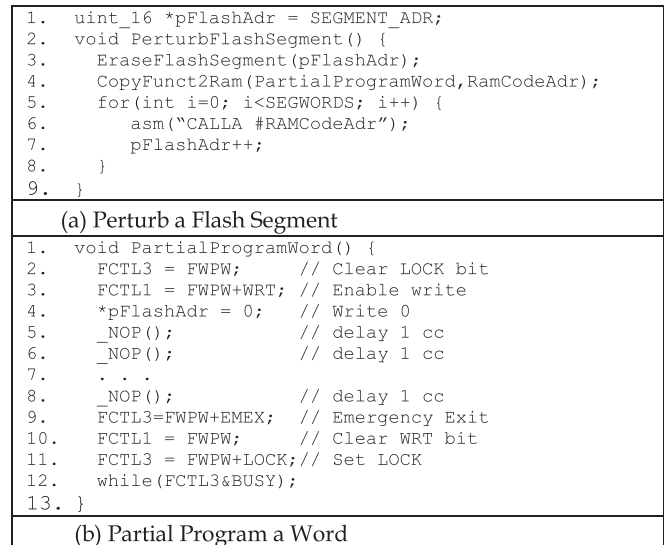 1. uint_16 *pFlashAdr = SEGMENT_ADR;
2. void PerturbFlashSegment() {
3. EraseFlashSegment(pFlashAdr);
4. CopyFunct2Ram(PartialProgramWord,RamCodeAdr);
5. for(int i=0; i<SEGWORDS; i++) {
6. asm(“CALLA #RAMCodeAdr”);
7. pFlashAdr++;
8. }
9. }
(a) Perturb a Flash Segment
1. void PartialProgramWord() {
2. FCTL3 = FWPW; // Clear LOCK bit
3. FCTL1 = FWPW+WRT; // Enable write
4. *pFlashAdr = 0; // Write 0
5. _NOP(); // delay 1 cc
6. _NOP(); // delay 1 cc
7. . . .
8. _NOP(); // delay 1 cc
9. FCTL3=FWPW+EMEX; // Emergency Exit
10. FCTL1 = FWPW; // Clear WRT bit
11. FCTL3 = FWPW+LOCK;// Set LOCK
12. while(FCTL3&BUSY);
13. }
(b) Partial Program a Word